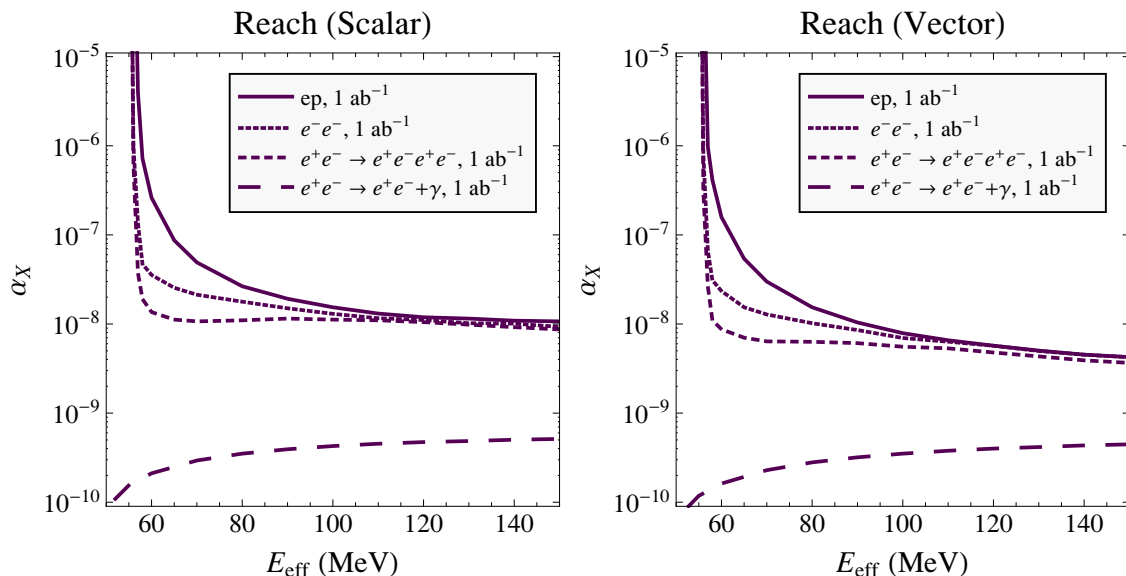 Reach (Scalar)
10⁻⁵
10⁻⁶
10⁻⁷
10⁻⁸
10⁻⁹
10⁻¹⁰
α_X
ep, 1 ab⁻¹
e⁻e⁻, 1 ab⁻¹
e⁺e⁻ → e⁺e⁻e⁺e⁻, 1 ab⁻¹
e⁺e⁻ → e⁺e⁻+γ, 1 ab⁻¹
60 80 100 120 140
E_eff (MeV)
Reach (Vector)
10⁻⁵
10⁻⁶
10⁻⁷
10⁻⁸
10⁻⁹
10⁻¹⁰
α_X
ep, 1 ab⁻¹
e⁻e⁻, 1 ab⁻¹
e⁺e⁻ → e⁺e⁻e⁺e⁻, 1 ab⁻¹
e⁺e⁻ → e⁺e⁻+γ, 1 ab⁻¹
60 80 100 120 140
E_eff (MeV)